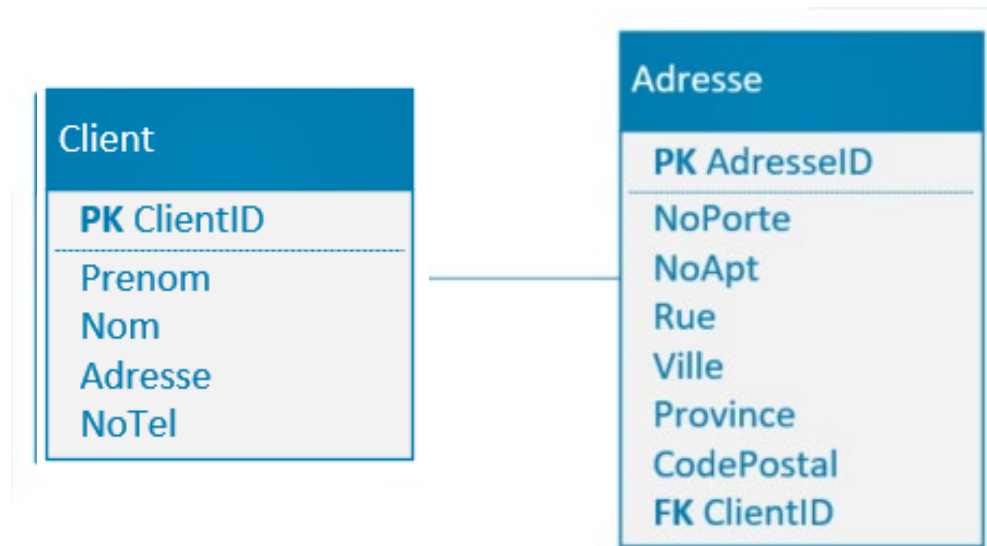 Client
PK ClientID
Prenom
Nom
Adresse
NoTel
Adresse
PK AdresseID
NoPorte
NoApt
Rue
Ville
Province
CodePostal
FK ClientID